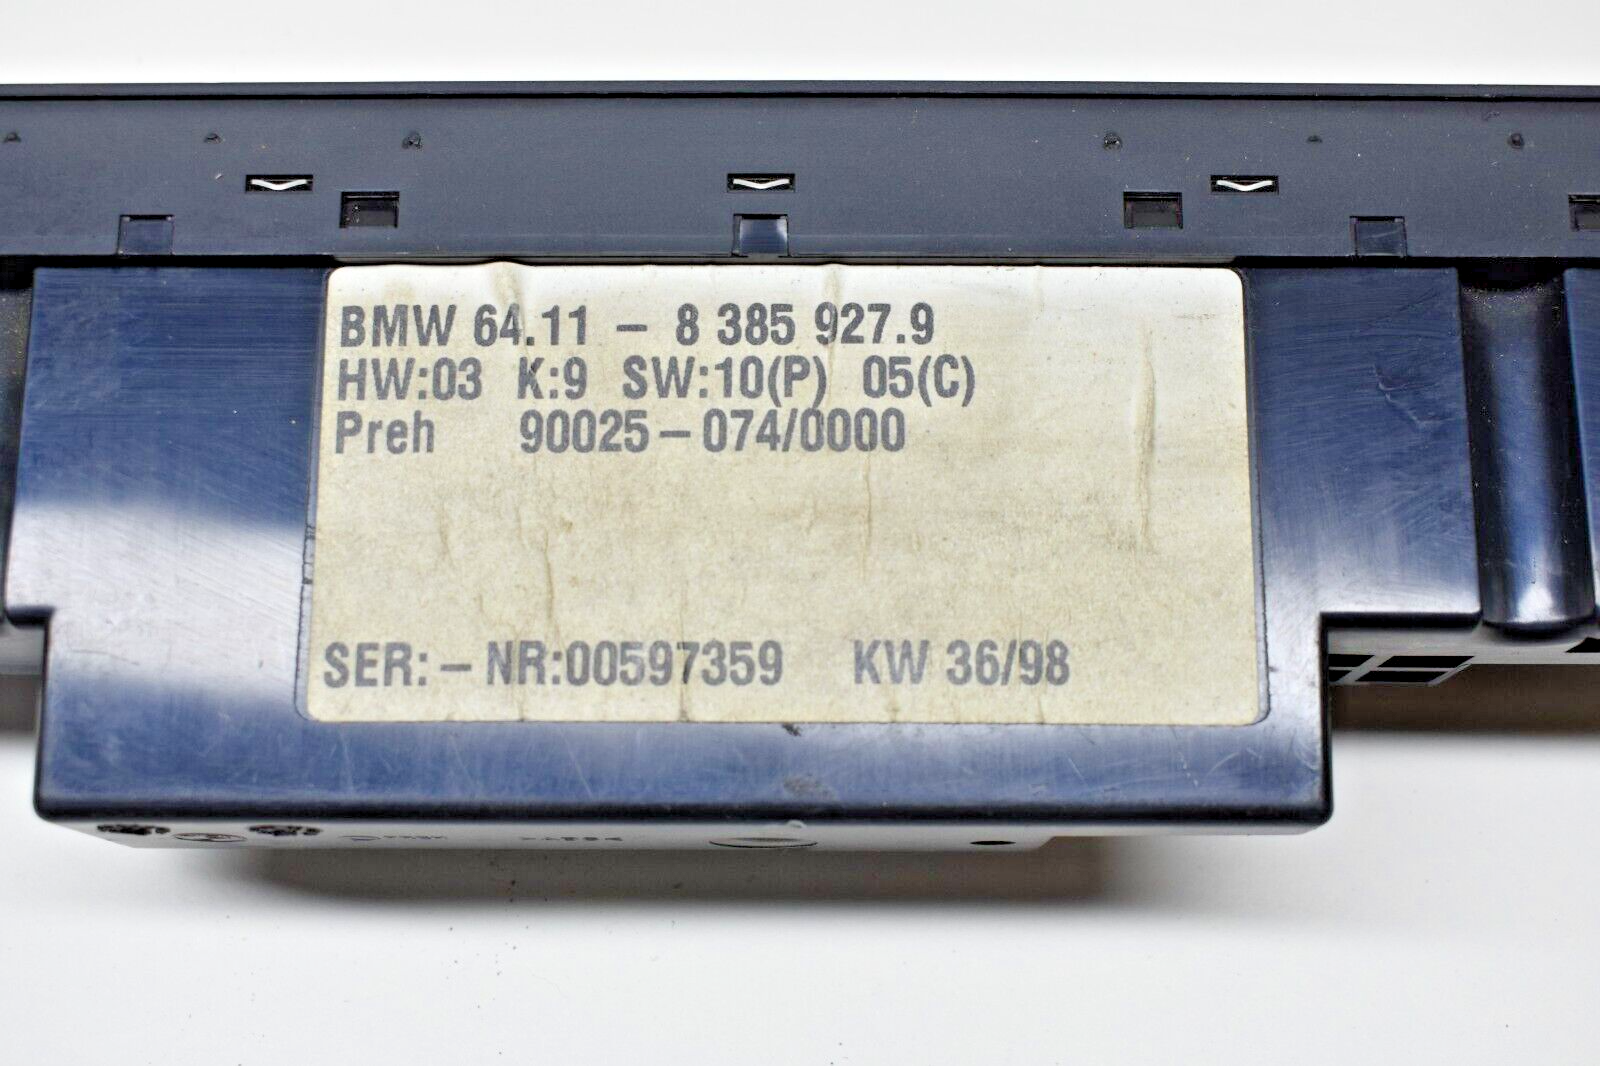 BMW 64.11 – 8 385 927.9
HW:03 K:9 SW:10(P) 05(C)
Preh 90025–074/0000
SER:–NR:00597359 KW 36/98